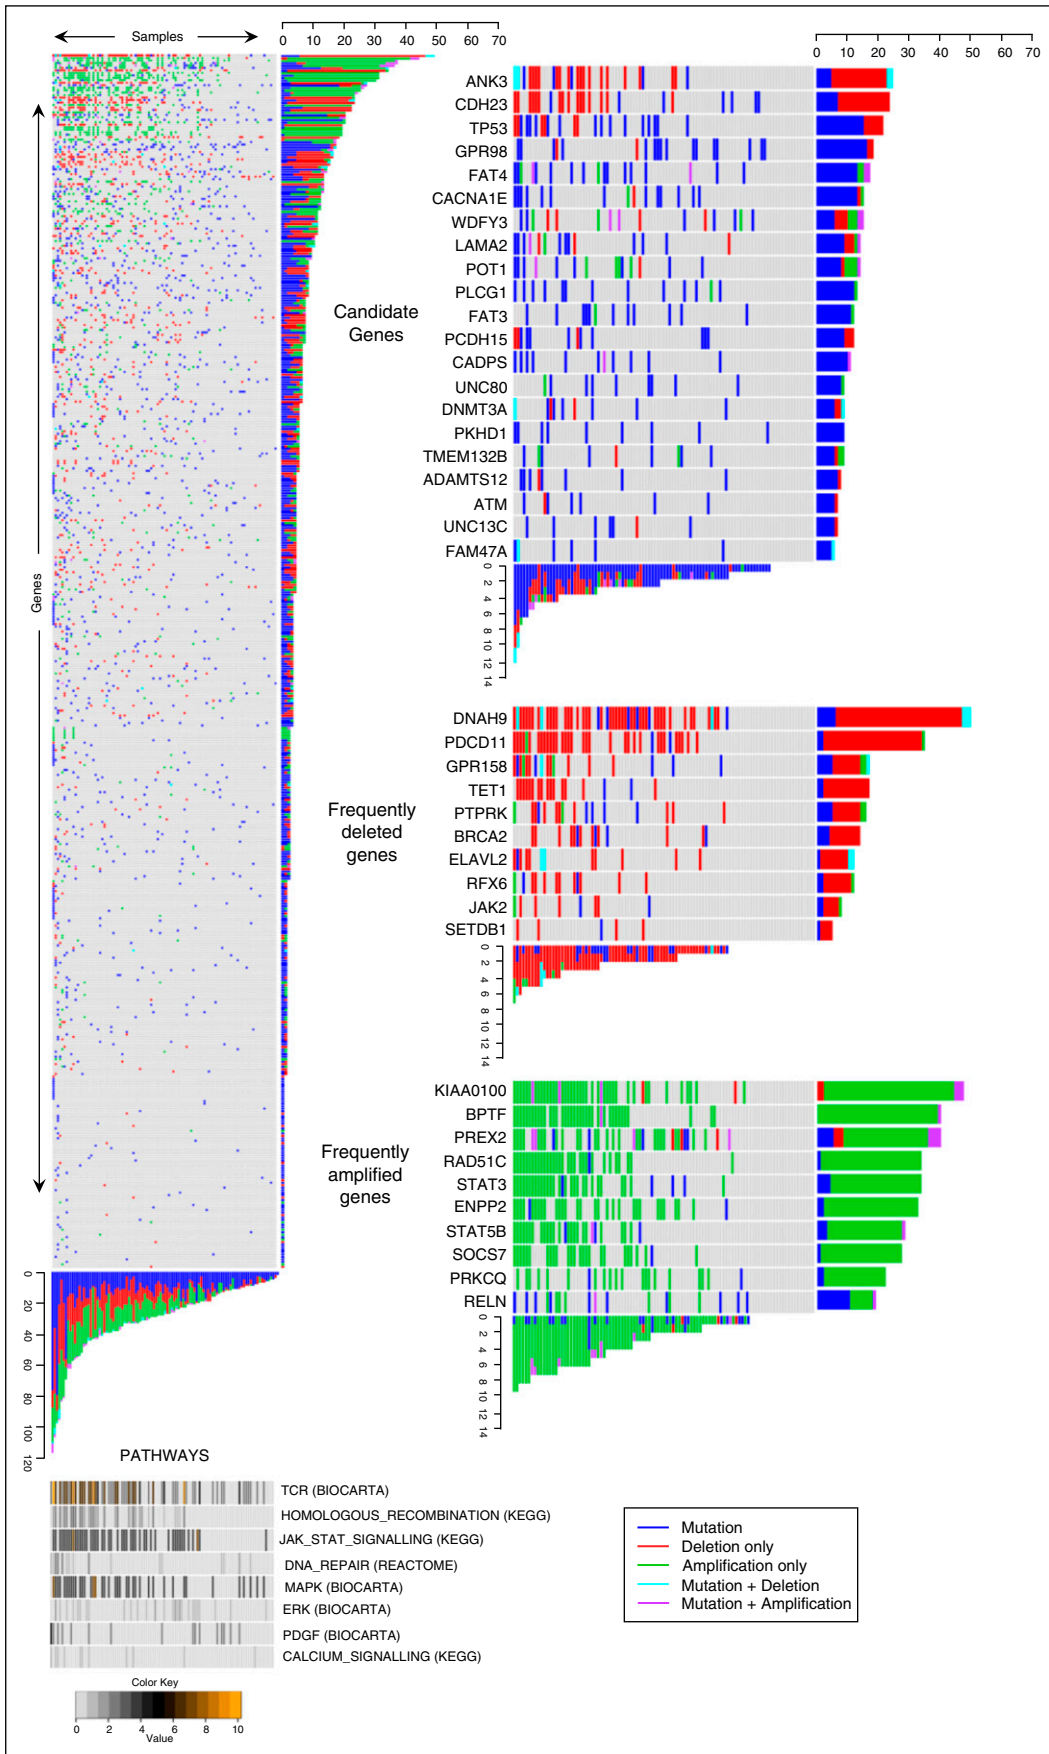 Samples
0 10 20 30 40 50 60 70
0 10 20 30 40 50 60 70
Genes
Candidate
Genes
ANK3
CDH23
TP53
GPR98
FAT4
CACNA1E
WDFY3
LAMA2
POT1
PLCG1
FAT3
PCDH15
CADPS
UNC80
DNMT3A
PKHD1
TMEM132B
ADAMTS12
ATM
UNC13C
FAM47A
0 2 4 6 8 10 12 14
Frequently
deleted
genes
DNAH9
PDCD11
GPR158
TET1
PTPRK
BRCA2
ELAVL2
RFX6
JAK2
SETDB1
0 2 4 6 8 10 12 14
Frequently
amplified
genes
KIAA0100
BPTF
PREX2
RAD51C
STAT3
ENPP2
STAT5B
SOCS7
PRKCQ
RELN
0 2 4 6 8 10 12 14
0 20 40 60 80 100 120
PATHWAYS
TCR (BIOCARTA)
HOMOLOGOUS_RECOMBINATION (KEGG)
JAK_STAT_SIGNALLING (KEGG)
DNA_REPAIR (REACTOME)
MAPK (BIOCARTA)
ERK (BIOCARTA)
PDGF (BIOCARTA)
CALCIUM_SIGNALLING (KEGG)
Color Key
0 2 4 6 8 10
Value
Mutation
Deletion only
Amplification only
Mutation + Deletion
Mutation + Amplification